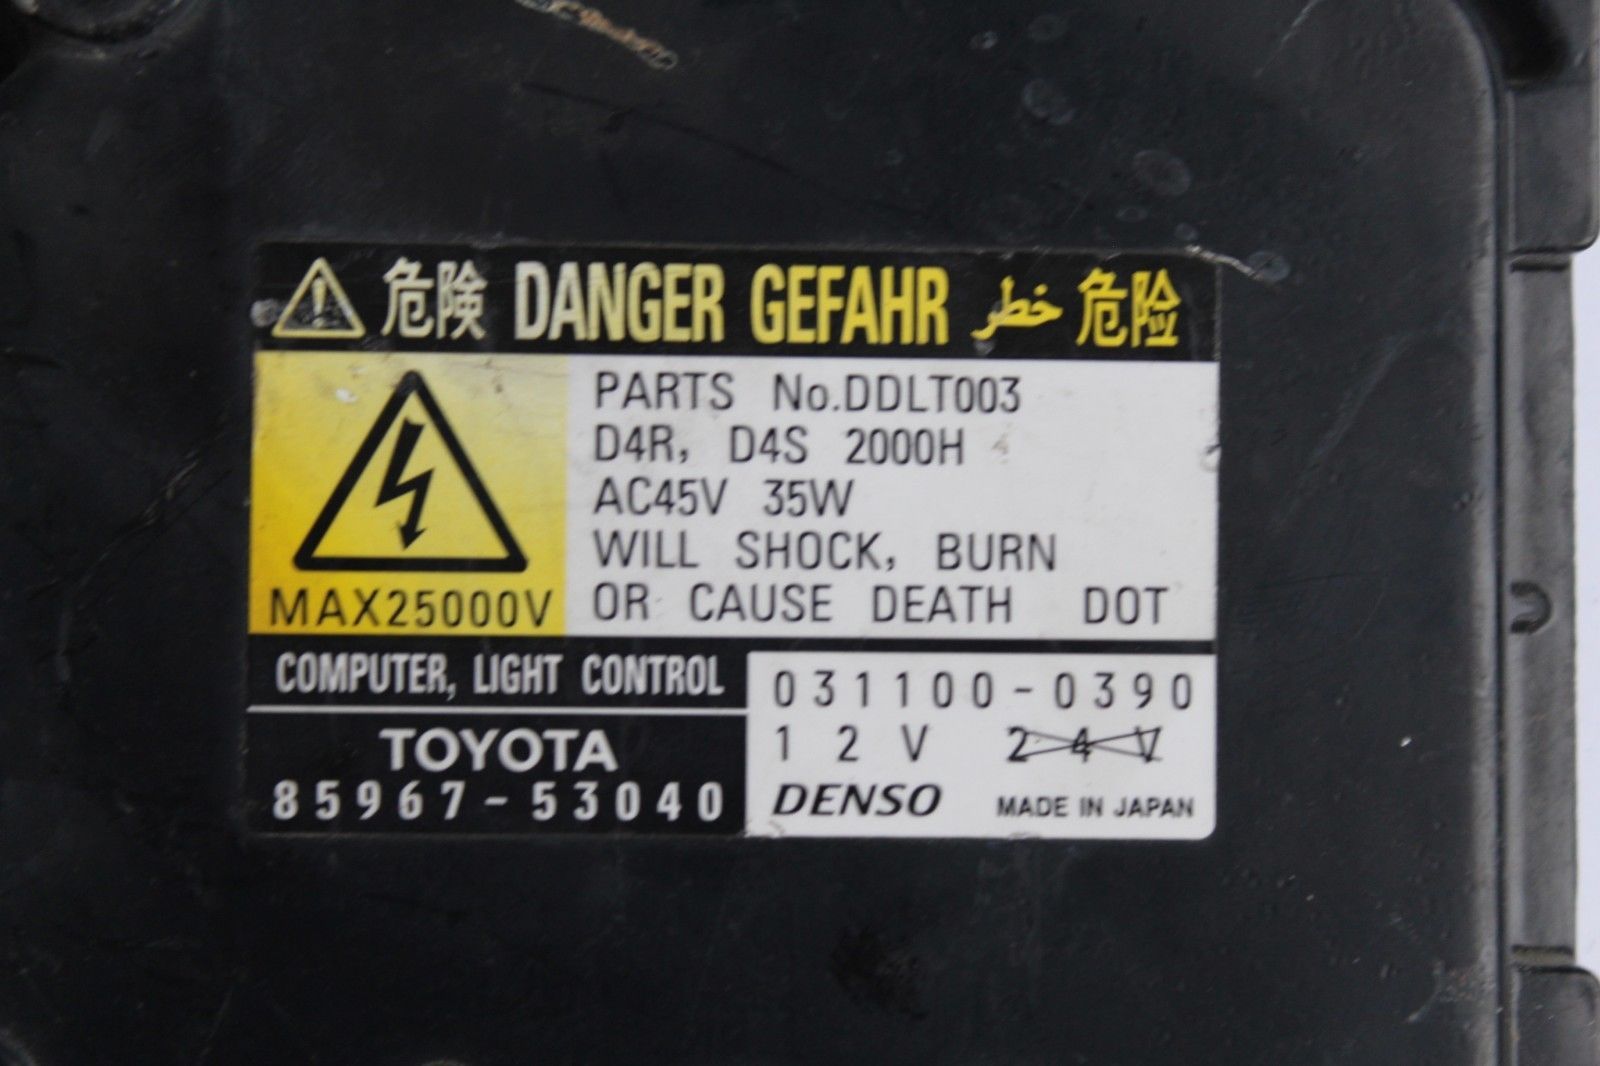 危険 DANGER GEFAHR خطر 危险
PARTS No.DDLT003
D4R, D4S 2000H
AC45V 35W
WILL SHOCK, BURN
OR CAUSE DEATH DOT
MAX25000V
COMPUTER, LIGHT CONTROL
TOYOTA
85967-53040
031100-0390
12V 24V
DENSO MADE IN JAPAN